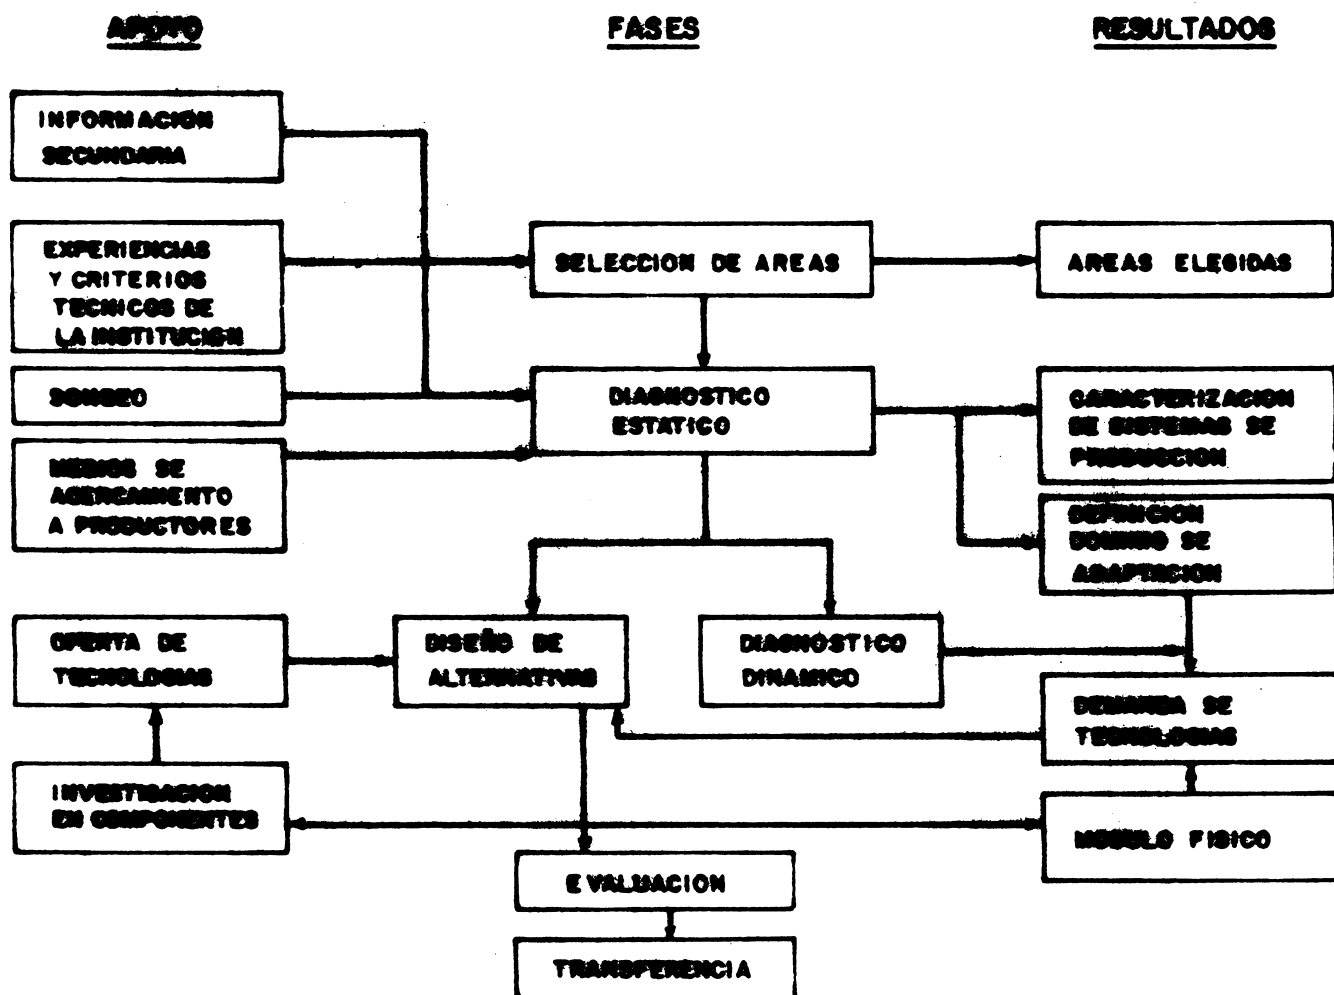 APOYO
FASES
RESULTADOS
INFORMACION
SECUNDARIA
EXPERIENCIAS
Y CRITERIOS
TECNICOS DE
LA INSTITUCION
SELECCION DE AREAS
AREAS ELEGIDAS
SONDEO
DIAGNOSTICO
ESTATICO
CARACTERIZACION
DE SISTEMAS DE
PRODUCCION
MEDIOS DE
ACERCAMIENTO
A PRODUCTORES
DEFINICION
DOMINIO DE
ADAPTACION
OFERTA DE
TECNOLOGIAS
DISEÑO DE
ALTERNATIVAS
DIAGNÓSTICO
DINAMICO
DEMANDA DE
TECNOLOGIAS
INVESTIGACION
EN COMPONENTES
MODULO FISICO
EVALUACION
TRANSFERENCIA